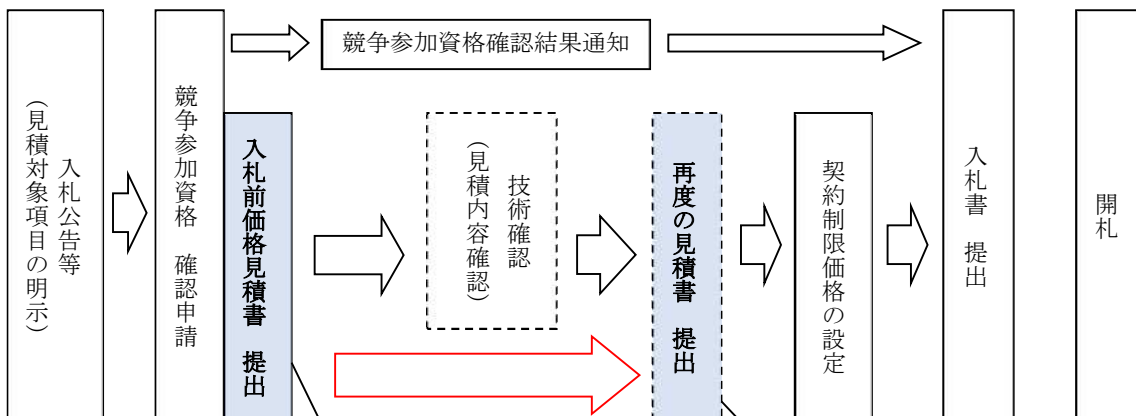 入札公告等
(見積対象項目の明示)
競争参加資格 確認申請
競争参加資格確認結果通知
入札前価格見積書 提出
技術確認
(見積内容確認)
再度の見積書 提出
契約制限価格の設定
入札書 提出
開札